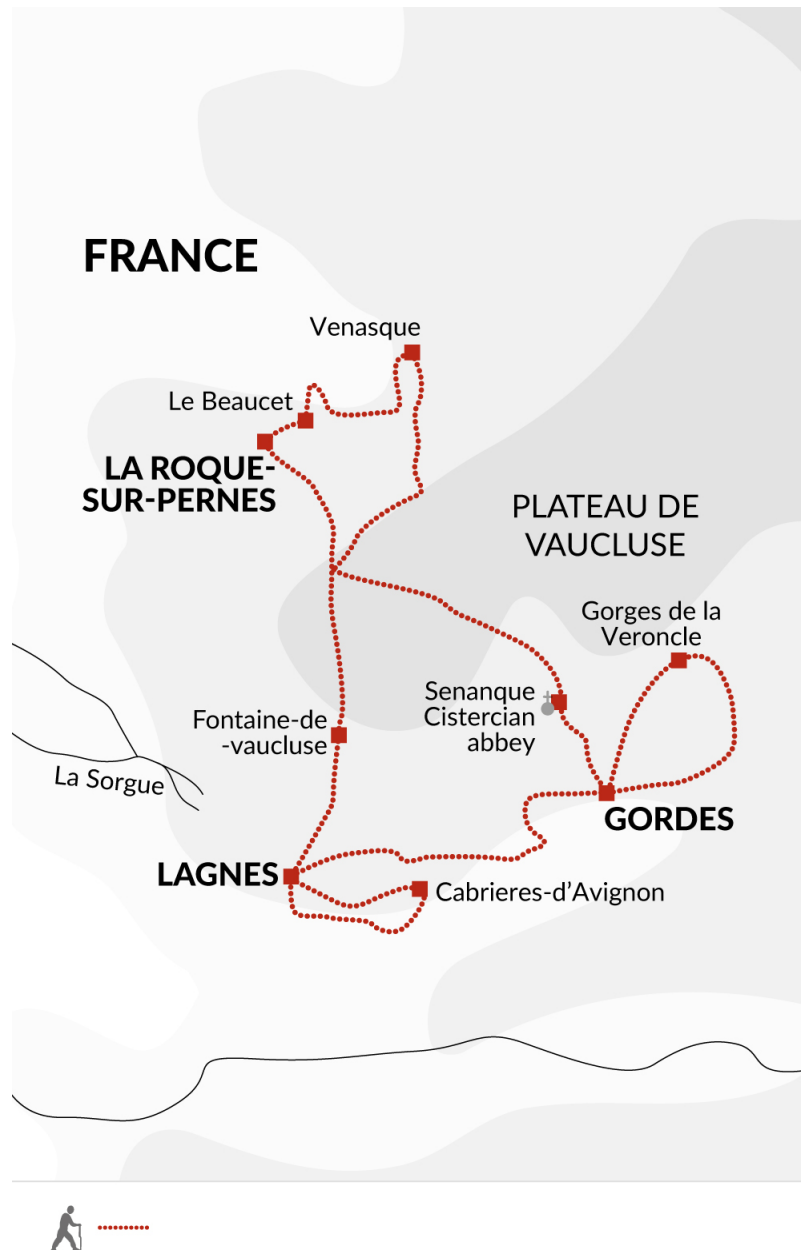 FRANCE
Venasque
Le Beaucet
LA ROQUE-
SUR-PERNES
PLATEAU DE
VAUCLUSE
Gorges de la
Veroncle
Senanque
Cistercian
abbey
Fontaine-de
-vaucluse
La Sorgue
GORDES
LAGNES
Cabrieres-d'Avignon